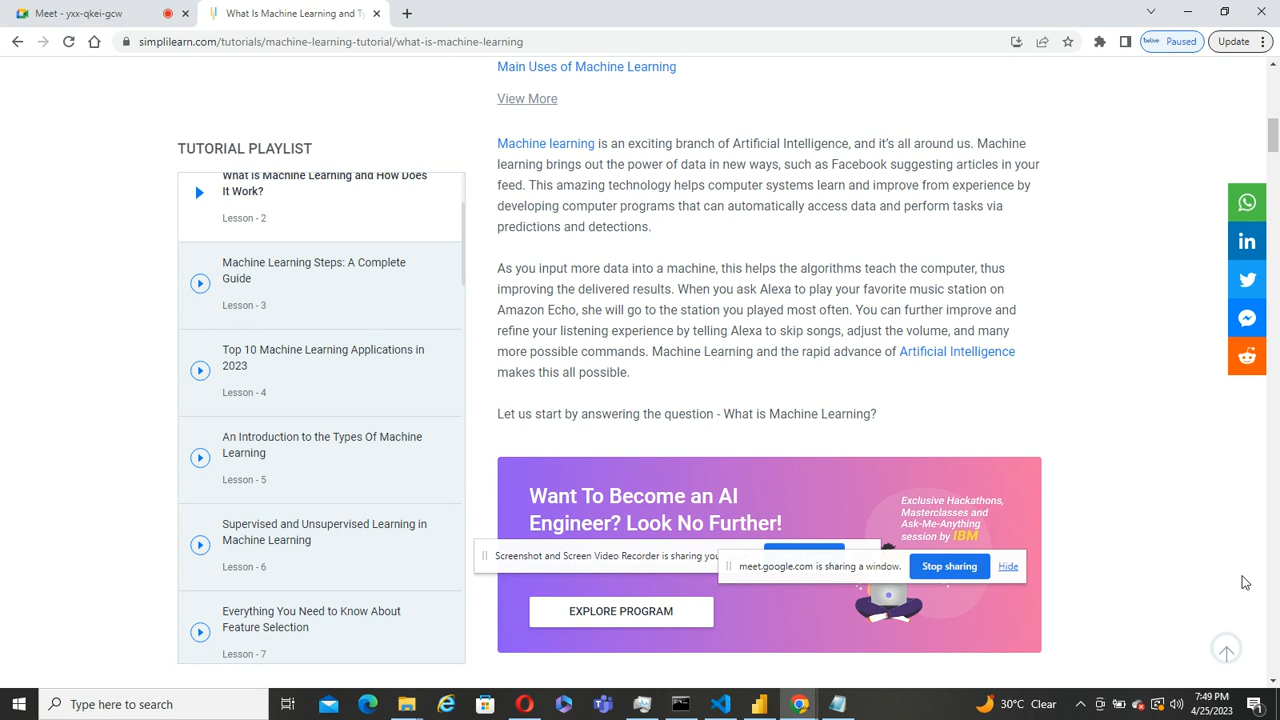 Meet - yxx-qkei-gcw
What Is Machine Learning and Ty
simplilearn.com/tutorials/machine-learning-tutorial/what-is-machine-learning
Paused
Update
Main Uses of Machine Learning
View More
TUTORIAL PLAYLIST
What Is Machine Learning and How Does
It Work?
Lesson - 2
Machine Learning Steps: A Complete
Guide
Lesson - 3
Top 10 Machine Learning Applications in
2023
Lesson - 4
An Introduction to the Types Of Machine
Learning
Lesson - 5
Supervised and Unsupervised Learning in
Machine Learning
Lesson - 6
Everything You Need to Know About
Feature Selection
Lesson - 7
Machine learning is an exciting branch of Artificial Intelligence, and it's all around us. Machine
learning brings out the power of data in new ways, such as Facebook suggesting articles in your
feed. This amazing technology helps computer systems learn and improve from experience by
developing computer programs that can automatically access data and perform tasks via
predictions and detections.
As you input more data into a machine, this helps the algorithms teach the computer, thus
improving the delivered results. When you ask Alexa to play your favorite music station on
Amazon Echo, she will go to the station you played most often. You can further improve and
refine your listening experience by telling Alexa to skip songs, adjust the volume, and many
more possible commands. Machine Learning and the rapid advance of Artificial Intelligence
makes this all possible.
Let us start by answering the question - What is Machine Learning?
Want To Become an AI
Engineer? Look No Further!
Exclusive Hackathons,
Masterclasses and
Ask-Me-Anything
session by IBM
Screenshot and Screen Video Recorder is sharing you
meet.google.com is sharing a window.
Stop sharing
Hide
EXPLORE PROGRAM
Type here to search
30°C Clear
7:49 PM
4/25/2023